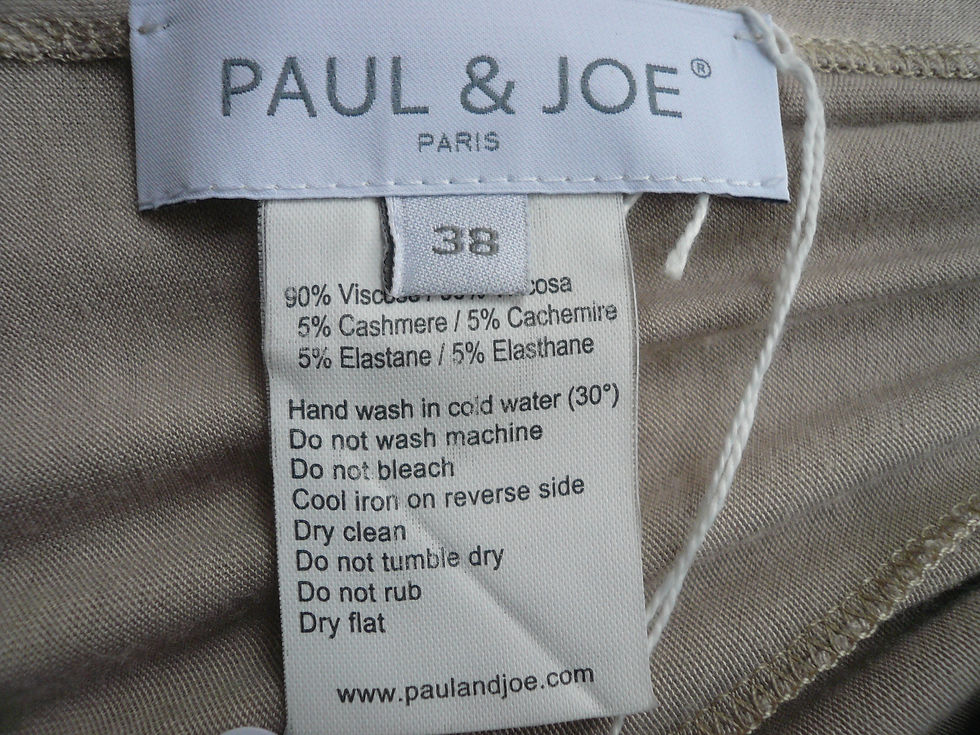 PAUL & JOE®
PARIS
38
90%
5% Cashmere / 5% Cachemire
5% Elastane / 5% Elasthane
Hand wash in cold water (30°)
Do not wash machine
Do not bleach
Cool iron on reverse side
Dry clean
Do not tumble dry
Do not rub
Dry flat
www.paulandjoe.com